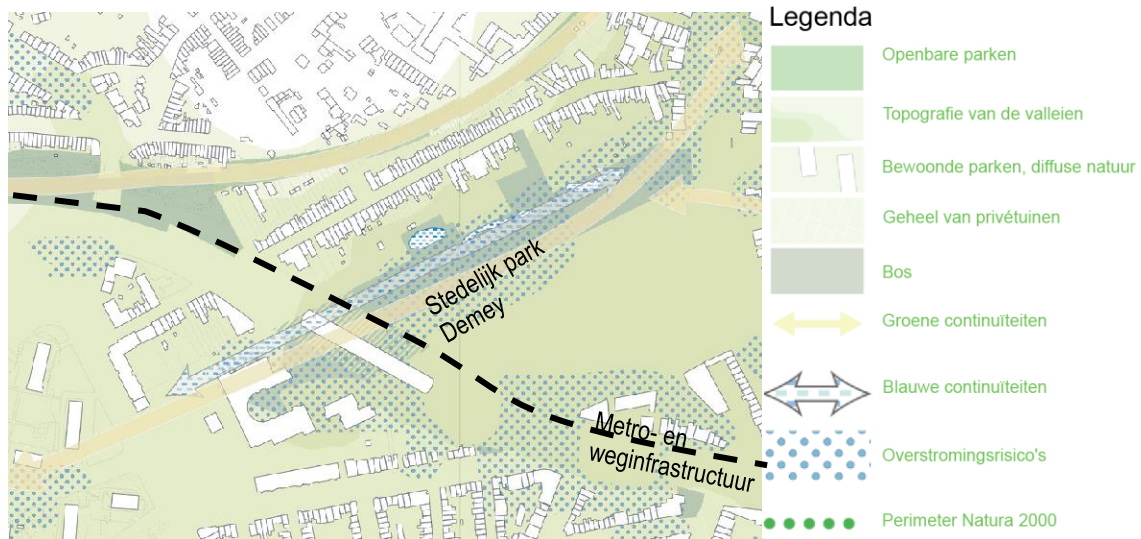 Stedelijk park
Demey
Metro- en
weginfrastructuur
Legenda
Openbare parken
Topografie van de valleien
Bewoonde parken, diffuse natuur
Geheel van privétuinen
Bos
Groene continuïteiten
Blauwe continuïteiten
Overstromingsrisico's
Perimeter Natura 2000